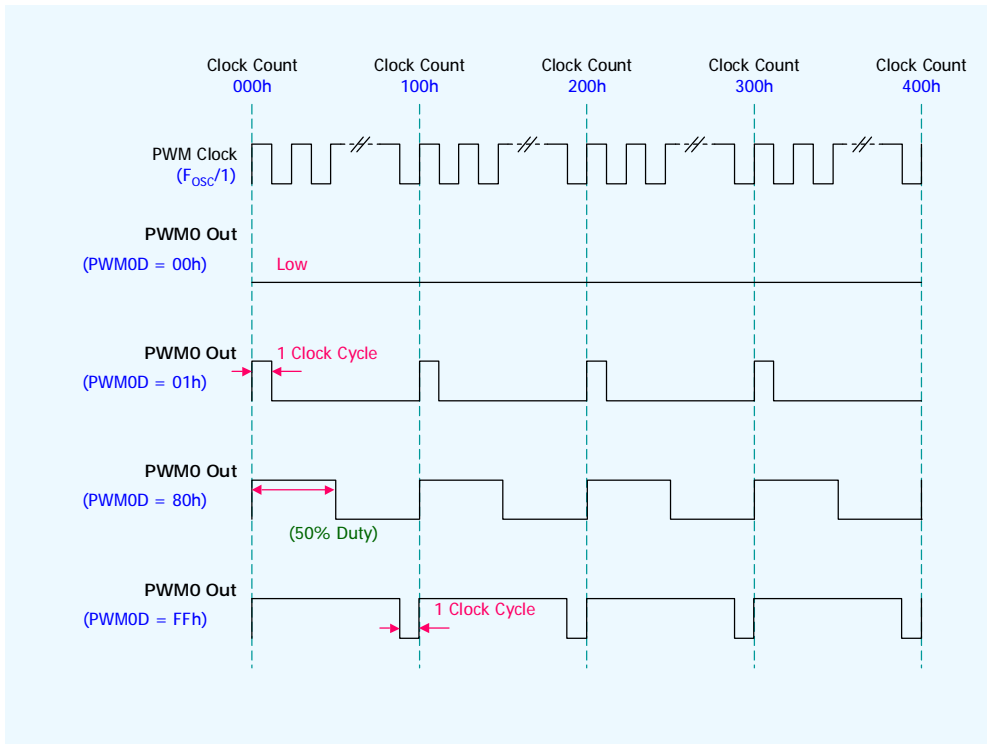 Clock Count Clock Count Clock Count Clock Count Clock Count
000h 100h 200h 300h 400h
PWM Clock
(FOSC/1)
PWM0 Out
(PWM0D = 00h) Low
PWM0 Out 1 Clock Cycle
(PWM0D = 01h)
PWM0 Out
(PWM0D = 80h)
(50% Duty)
PWM0 Out
1 Clock Cycle
(PWM0D = FFh)